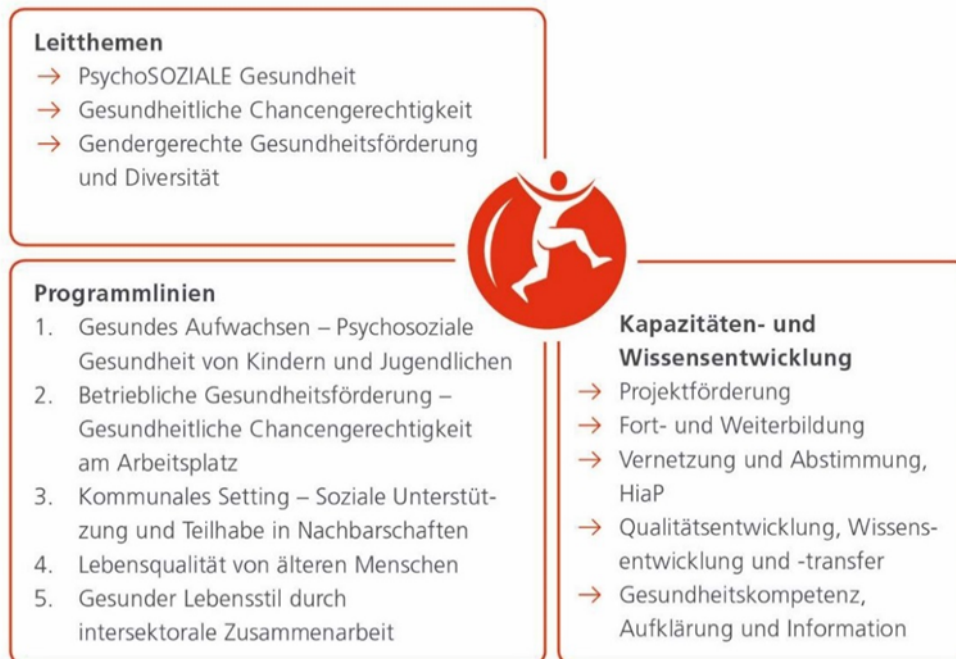 Leitthemen
→ PsychoSOZIALE Gesundheit
→ Gesundheitliche Chancengerechtigkeit
→ Gendergerechte Gesundheitsförderung
und Diversität
Programmlinien
1. Gesundes Aufwachsen – Psychosoziale
Gesundheit von Kindern und Jugendlichen
2. Betriebliche Gesundheitsförderung –
Gesundheitliche Chancengerechtigkeit
am Arbeitsplatz
3. Kommunales Setting – Soziale Unterstüt-
zung und Teilhabe in Nachbarschaften
4. Lebensqualität von älteren Menschen
5. Gesunder Lebensstil durch
intersektorale Zusammenarbeit
Kapazitäten- und
Wissensentwicklung
→ Projektförderung
→ Fort- und Weiterbildung
→ Vernetzung und Abstimmung,
HiaP
→ Qualitätsentwicklung, Wissens-
entwicklung und -transfer
→ Gesundheitskompetenz,
Aufklärung und Information